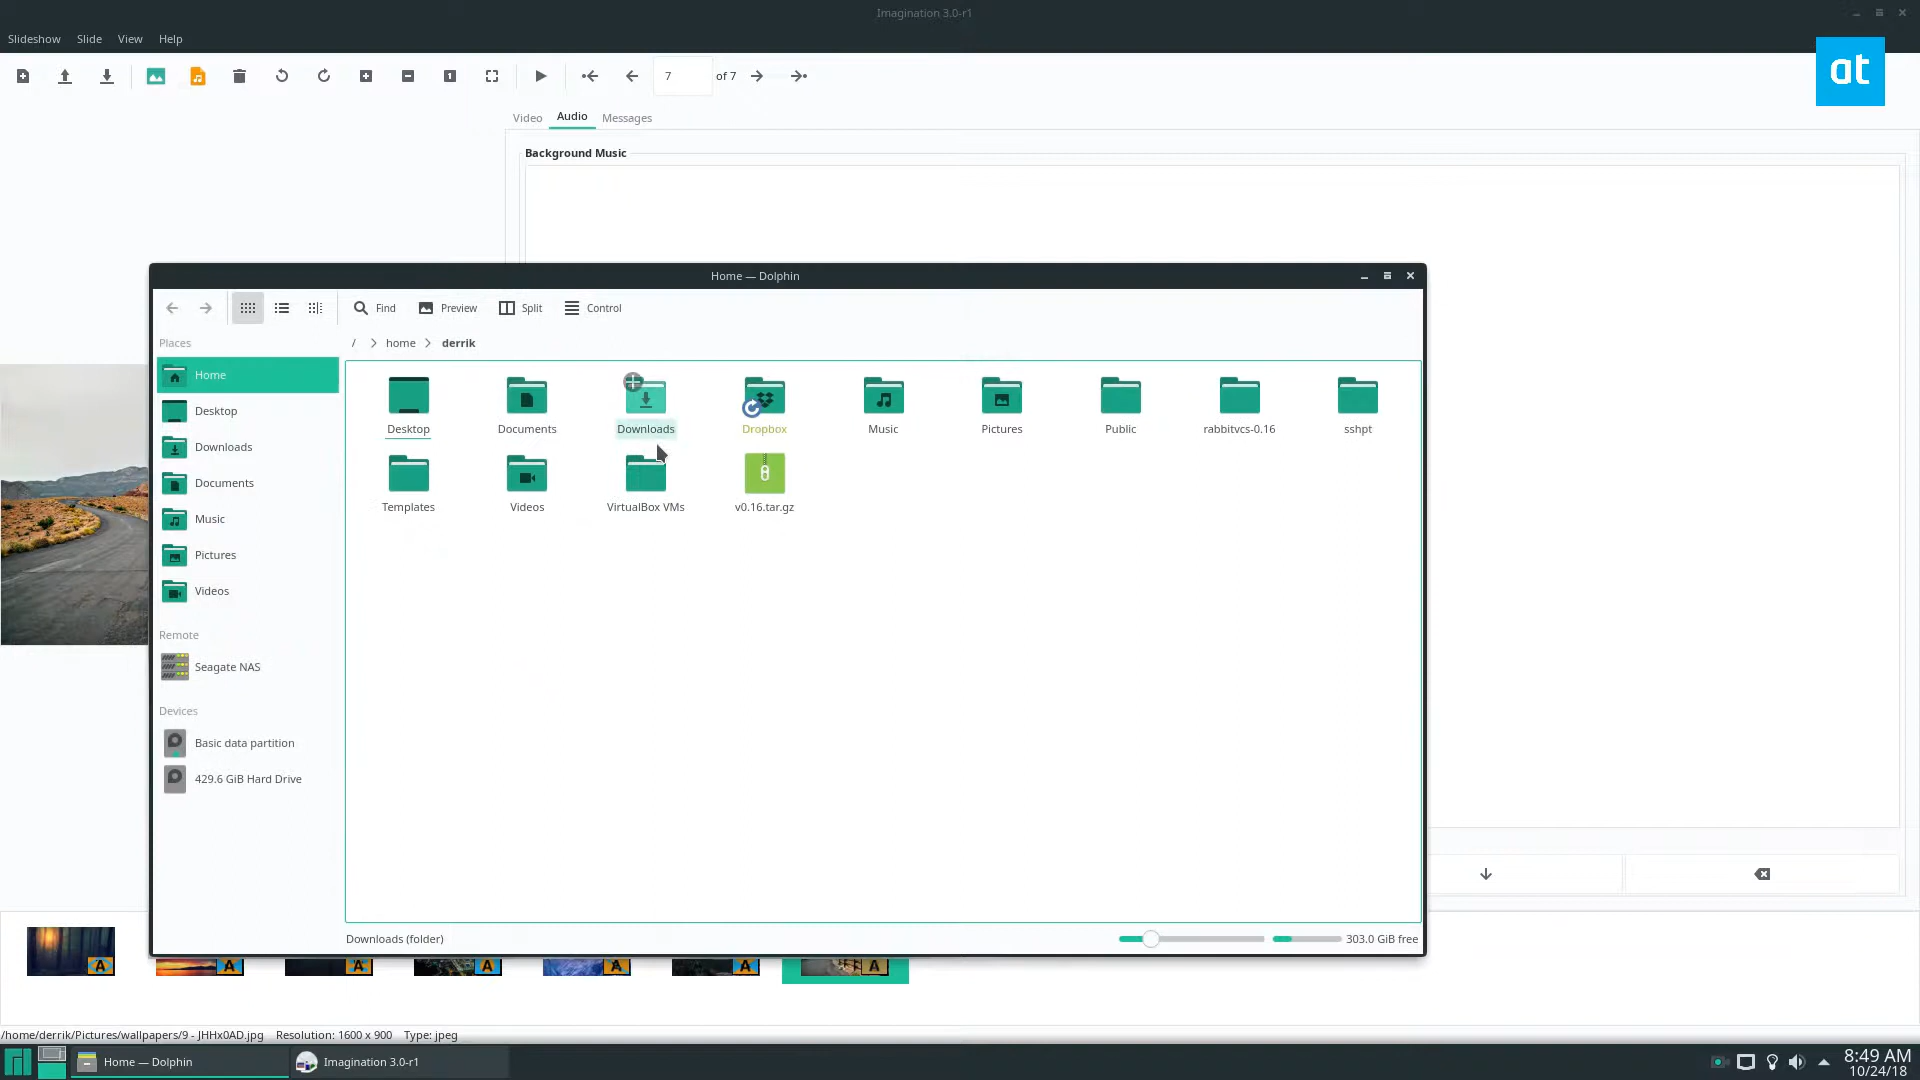 Imagination 3.0-r1
Slideshow Slide View Help
at
7 of 7
Video Audio Messages
Background Music
Home — Dolphin
Find Preview Split Control
/ > home > derrik
Places
Home
Desktop
Downloads
Documents
Music
Pictures
Videos
Remote
Seagate NAS
Devices
Basic data partition
429.6 GiB Hard Drive
Desktop Documents Downloads Dropbox Music Pictures Public rabbitvcs-0.16 sshpt
Templates Videos VirtualBox VMs v0.16.tar.gz
Downloads (folder) 303.0 GiB free
A A A A A A A
/home/derrik/Pictures/wallpapers/9 - JHHx0AD.jpg Resolution: 1600 x 900 Type: jpeg
Home — Dolphin Imagination 3.0-r1 8:49 AM
10/24/18